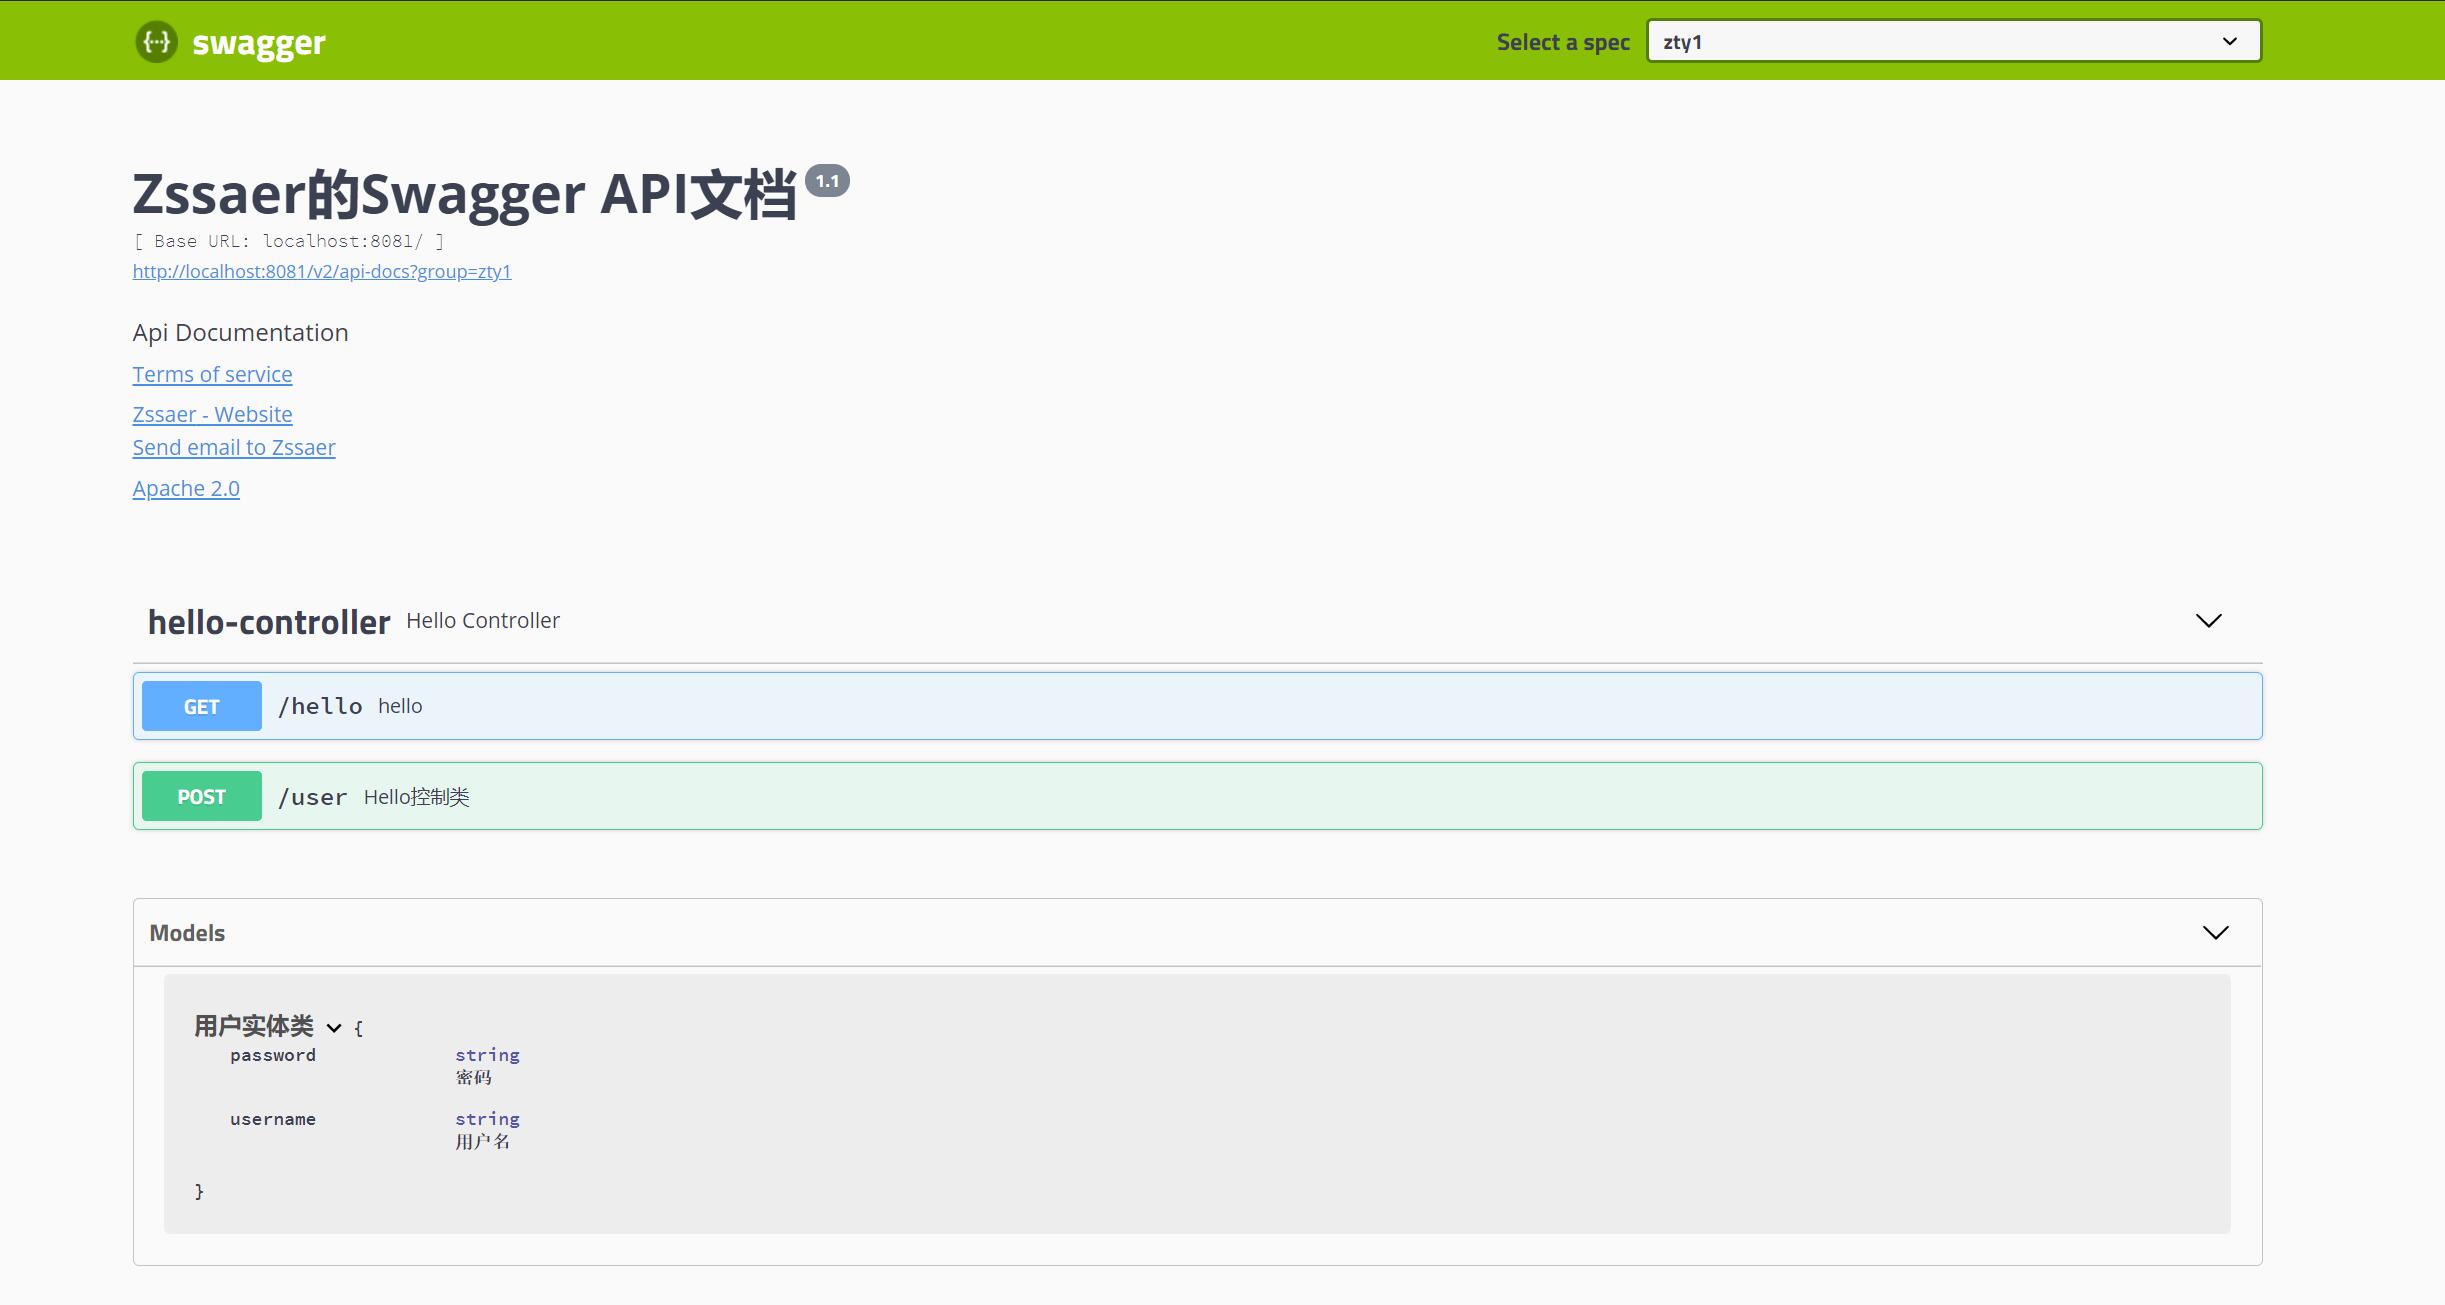 {···} swagger Select a spec zty1
Zssaer的Swagger API文档 1.1
[ Base URL: localhost:8081/ ]
http://localhost:8081/v2/api-docs?group=zty1
Api Documentation
Terms of service
Zssaer - Website
Send email to Zssaer
Apache 2.0
hello-controller Hello Controller
GET /hello hello
POST /user Hello控制类
Models
用户实体类 {
password string
密码
username string
用户名
}